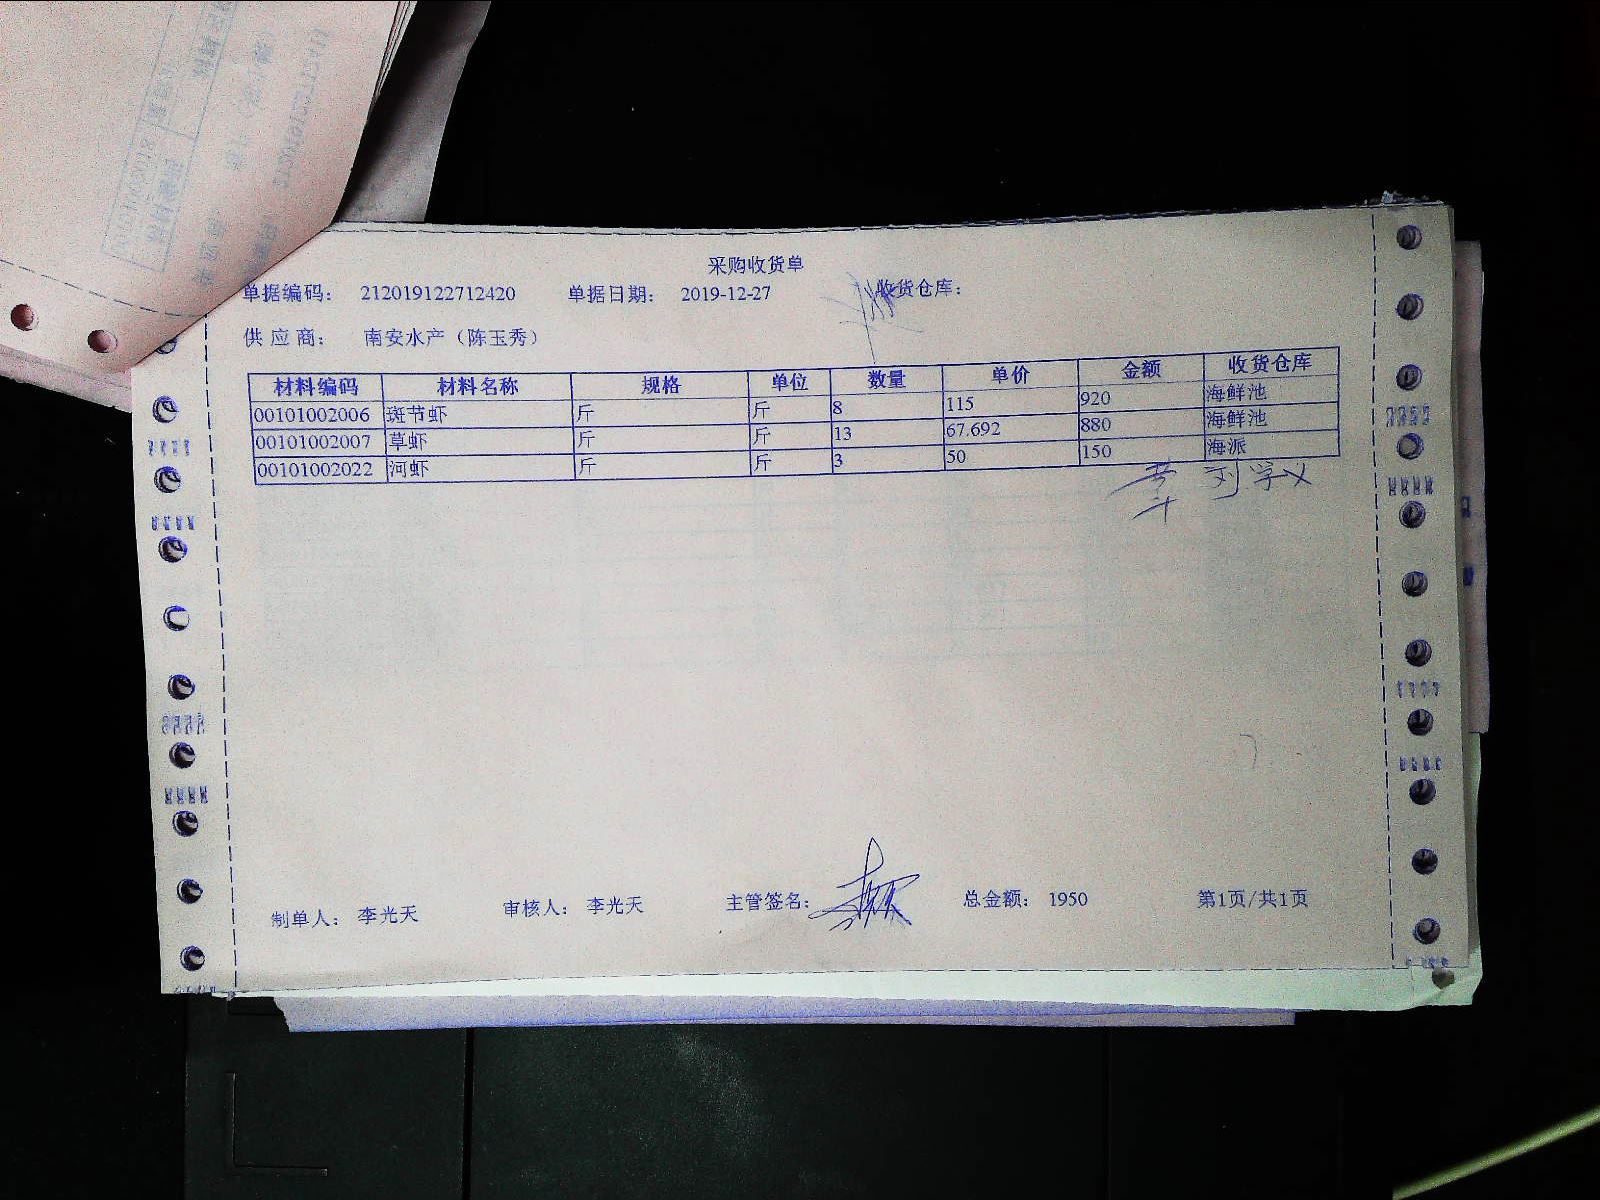 采购收货单
单据编码： 212019122712420 单据日期： 2019-12-27 收货仓库：
供应商： 南安水产（陈玉秀）
材料编码 材料名称 规格 单位 数量 单价 金额 收货仓库
00101002006 斑节虾 斤 斤 8 115 920 海鲜池
00101002007 草虾 斤 斤 13 67.692 880 海鲜池
00101002022 河虾 斤 斤 3 50 150 海派
刘学义
制单人： 李光天 审核人： 李光天 主管签名： 总金额： 1950 第1页/共1页